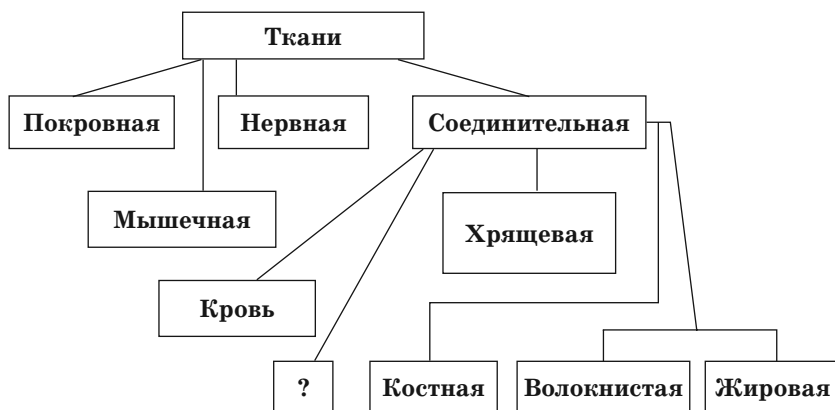 Ткани
Покровная
Нервная
Соединительная
Мышечная
Хрящевая
Кровь
?
Костная
Волокнистая
Жировая